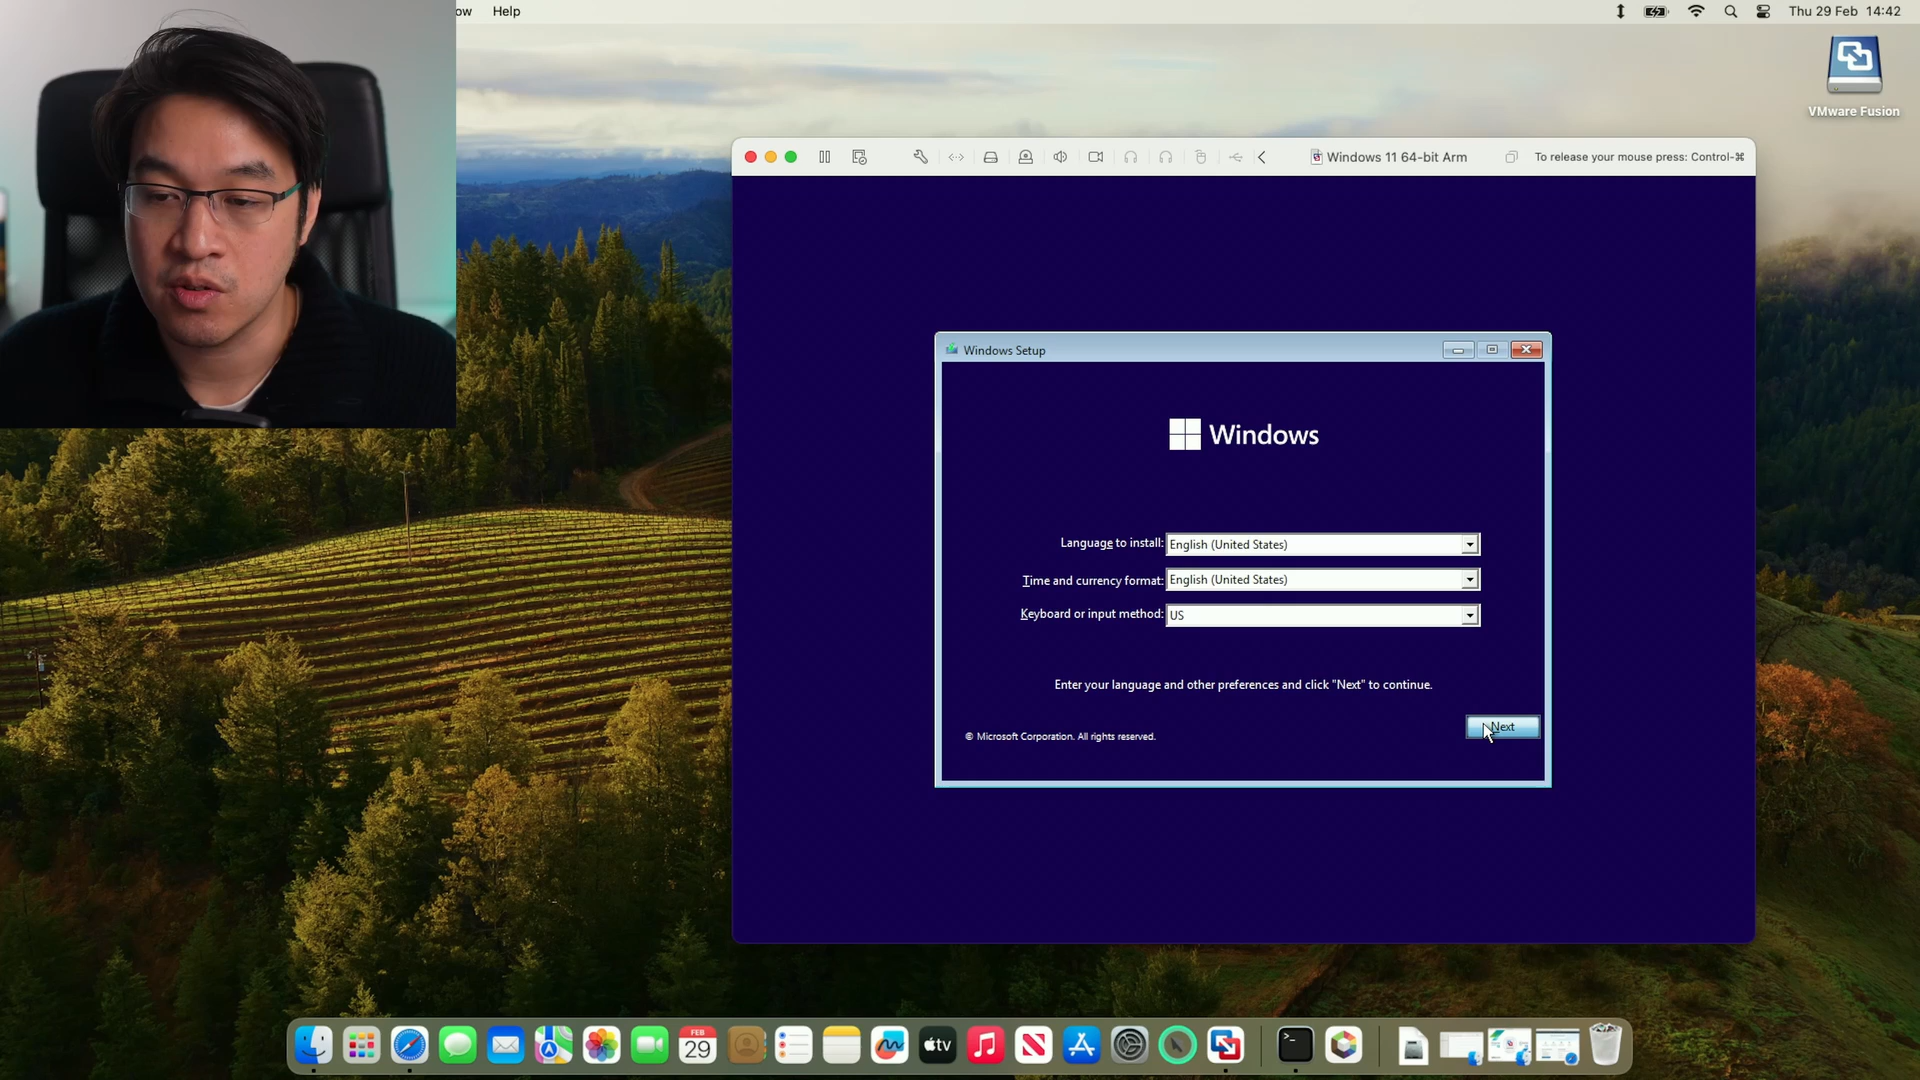 ow Help
Thu 29 Feb 14:42
VMware Fusion
Windows 11 64-bit Arm
To release your mouse press: Control-⌘
Windows Setup
Windows
Language to install: English (United States)
Time and currency format: English (United States)
Keyboard or input method: US
Enter your language and other preferences and click "Next" to continue.
Next
© Microsoft Corporation. All rights reserved.
FEB
29
tv
>_